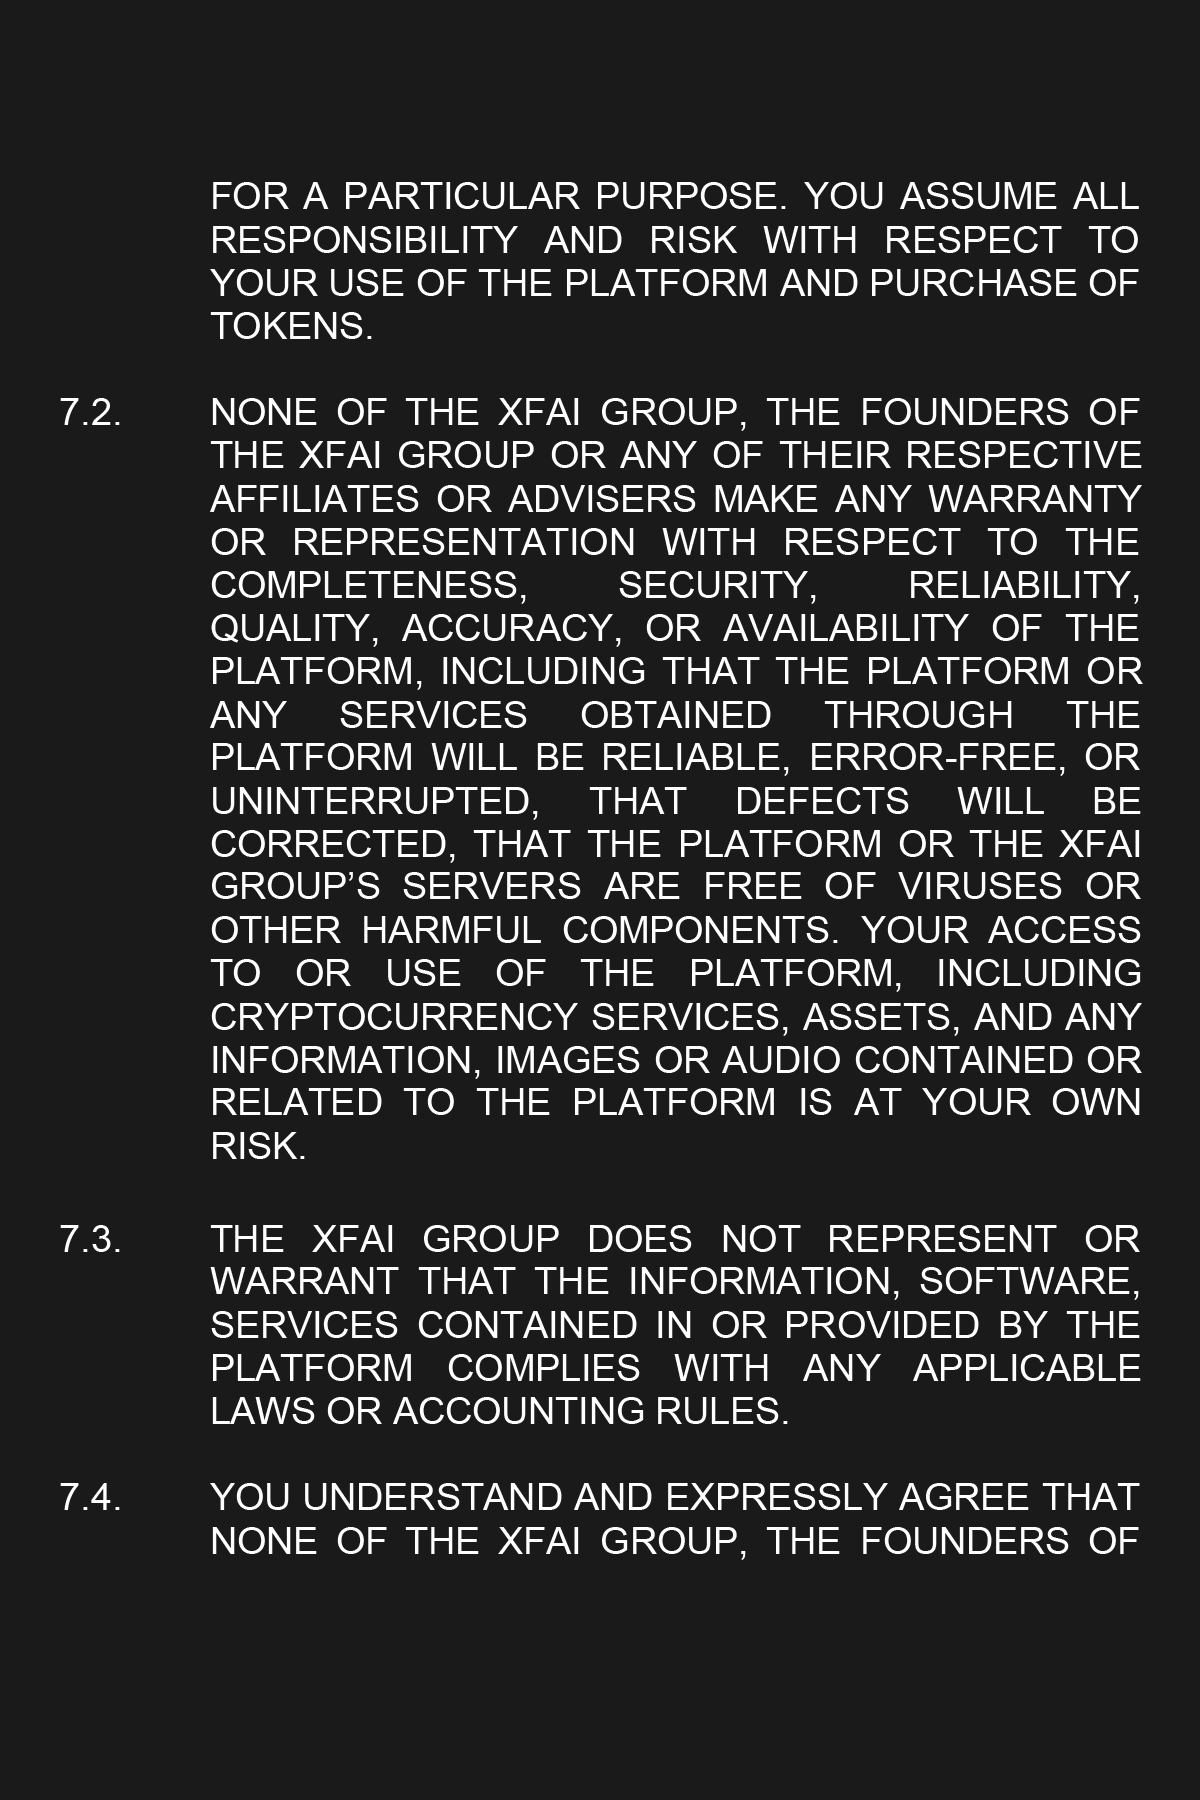 FOR A PARTICULAR PURPOSE. YOU ASSUME ALL
RESPONSIBILITY AND RISK WITH RESPECT TO
YOUR USE OF THE PLATFORM AND PURCHASE OF
TOKENS.
7.2. NONE OF THE XFAI GROUP, THE FOUNDERS OF
THE XFAI GROUP OR ANY OF THEIR RESPECTIVE
AFFILIATES OR ADVISERS MAKE ANY WARRANTY
OR REPRESENTATION WITH RESPECT TO THE
COMPLETENESS, SECURITY, RELIABILITY,
QUALITY, ACCURACY, OR AVAILABILITY OF THE
PLATFORM, INCLUDING THAT THE PLATFORM OR
ANY SERVICES OBTAINED THROUGH THE
PLATFORM WILL BE RELIABLE, ERROR-FREE, OR
UNINTERRUPTED, THAT DEFECTS WILL BE
CORRECTED, THAT THE PLATFORM OR THE XFAI
GROUP’S SERVERS ARE FREE OF VIRUSES OR
OTHER HARMFUL COMPONENTS. YOUR ACCESS
TO OR USE OF THE PLATFORM, INCLUDING
CRYPTOCURRENCY SERVICES, ASSETS, AND ANY
INFORMATION, IMAGES OR AUDIO CONTAINED OR
RELATED TO THE PLATFORM IS AT YOUR OWN
RISK.
7.3. THE XFAI GROUP DOES NOT REPRESENT OR
WARRANT THAT THE INFORMATION, SOFTWARE,
SERVICES CONTAINED IN OR PROVIDED BY THE
PLATFORM COMPLIES WITH ANY APPLICABLE
LAWS OR ACCOUNTING RULES.
7.4. YOU UNDERSTAND AND EXPRESSLY AGREE THAT
NONE OF THE XFAI GROUP, THE FOUNDERS OF